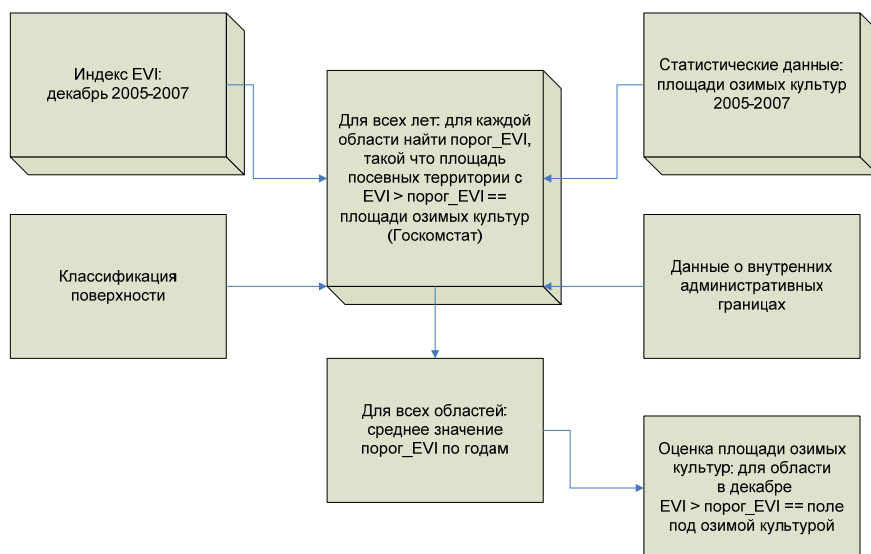 Индекс EVI:
декабрь 2005-2007
Статистические данные:
площади озимых культур
2005-2007
Для всех лет: для каждой
области найти порог_EVI,
такой что площадь
посевных территории с
EVI > порог_EVI ==
площади озимых культур
(Госкомстат)
Классификация
поверхности
Данные о внутренних
административных
границах
Для всех областей:
среднее значение
порог_EVI по годам
Оценка площади озимых
культур: для области
в декабре
EVI > порог_EVI == поле
под озимой культурой